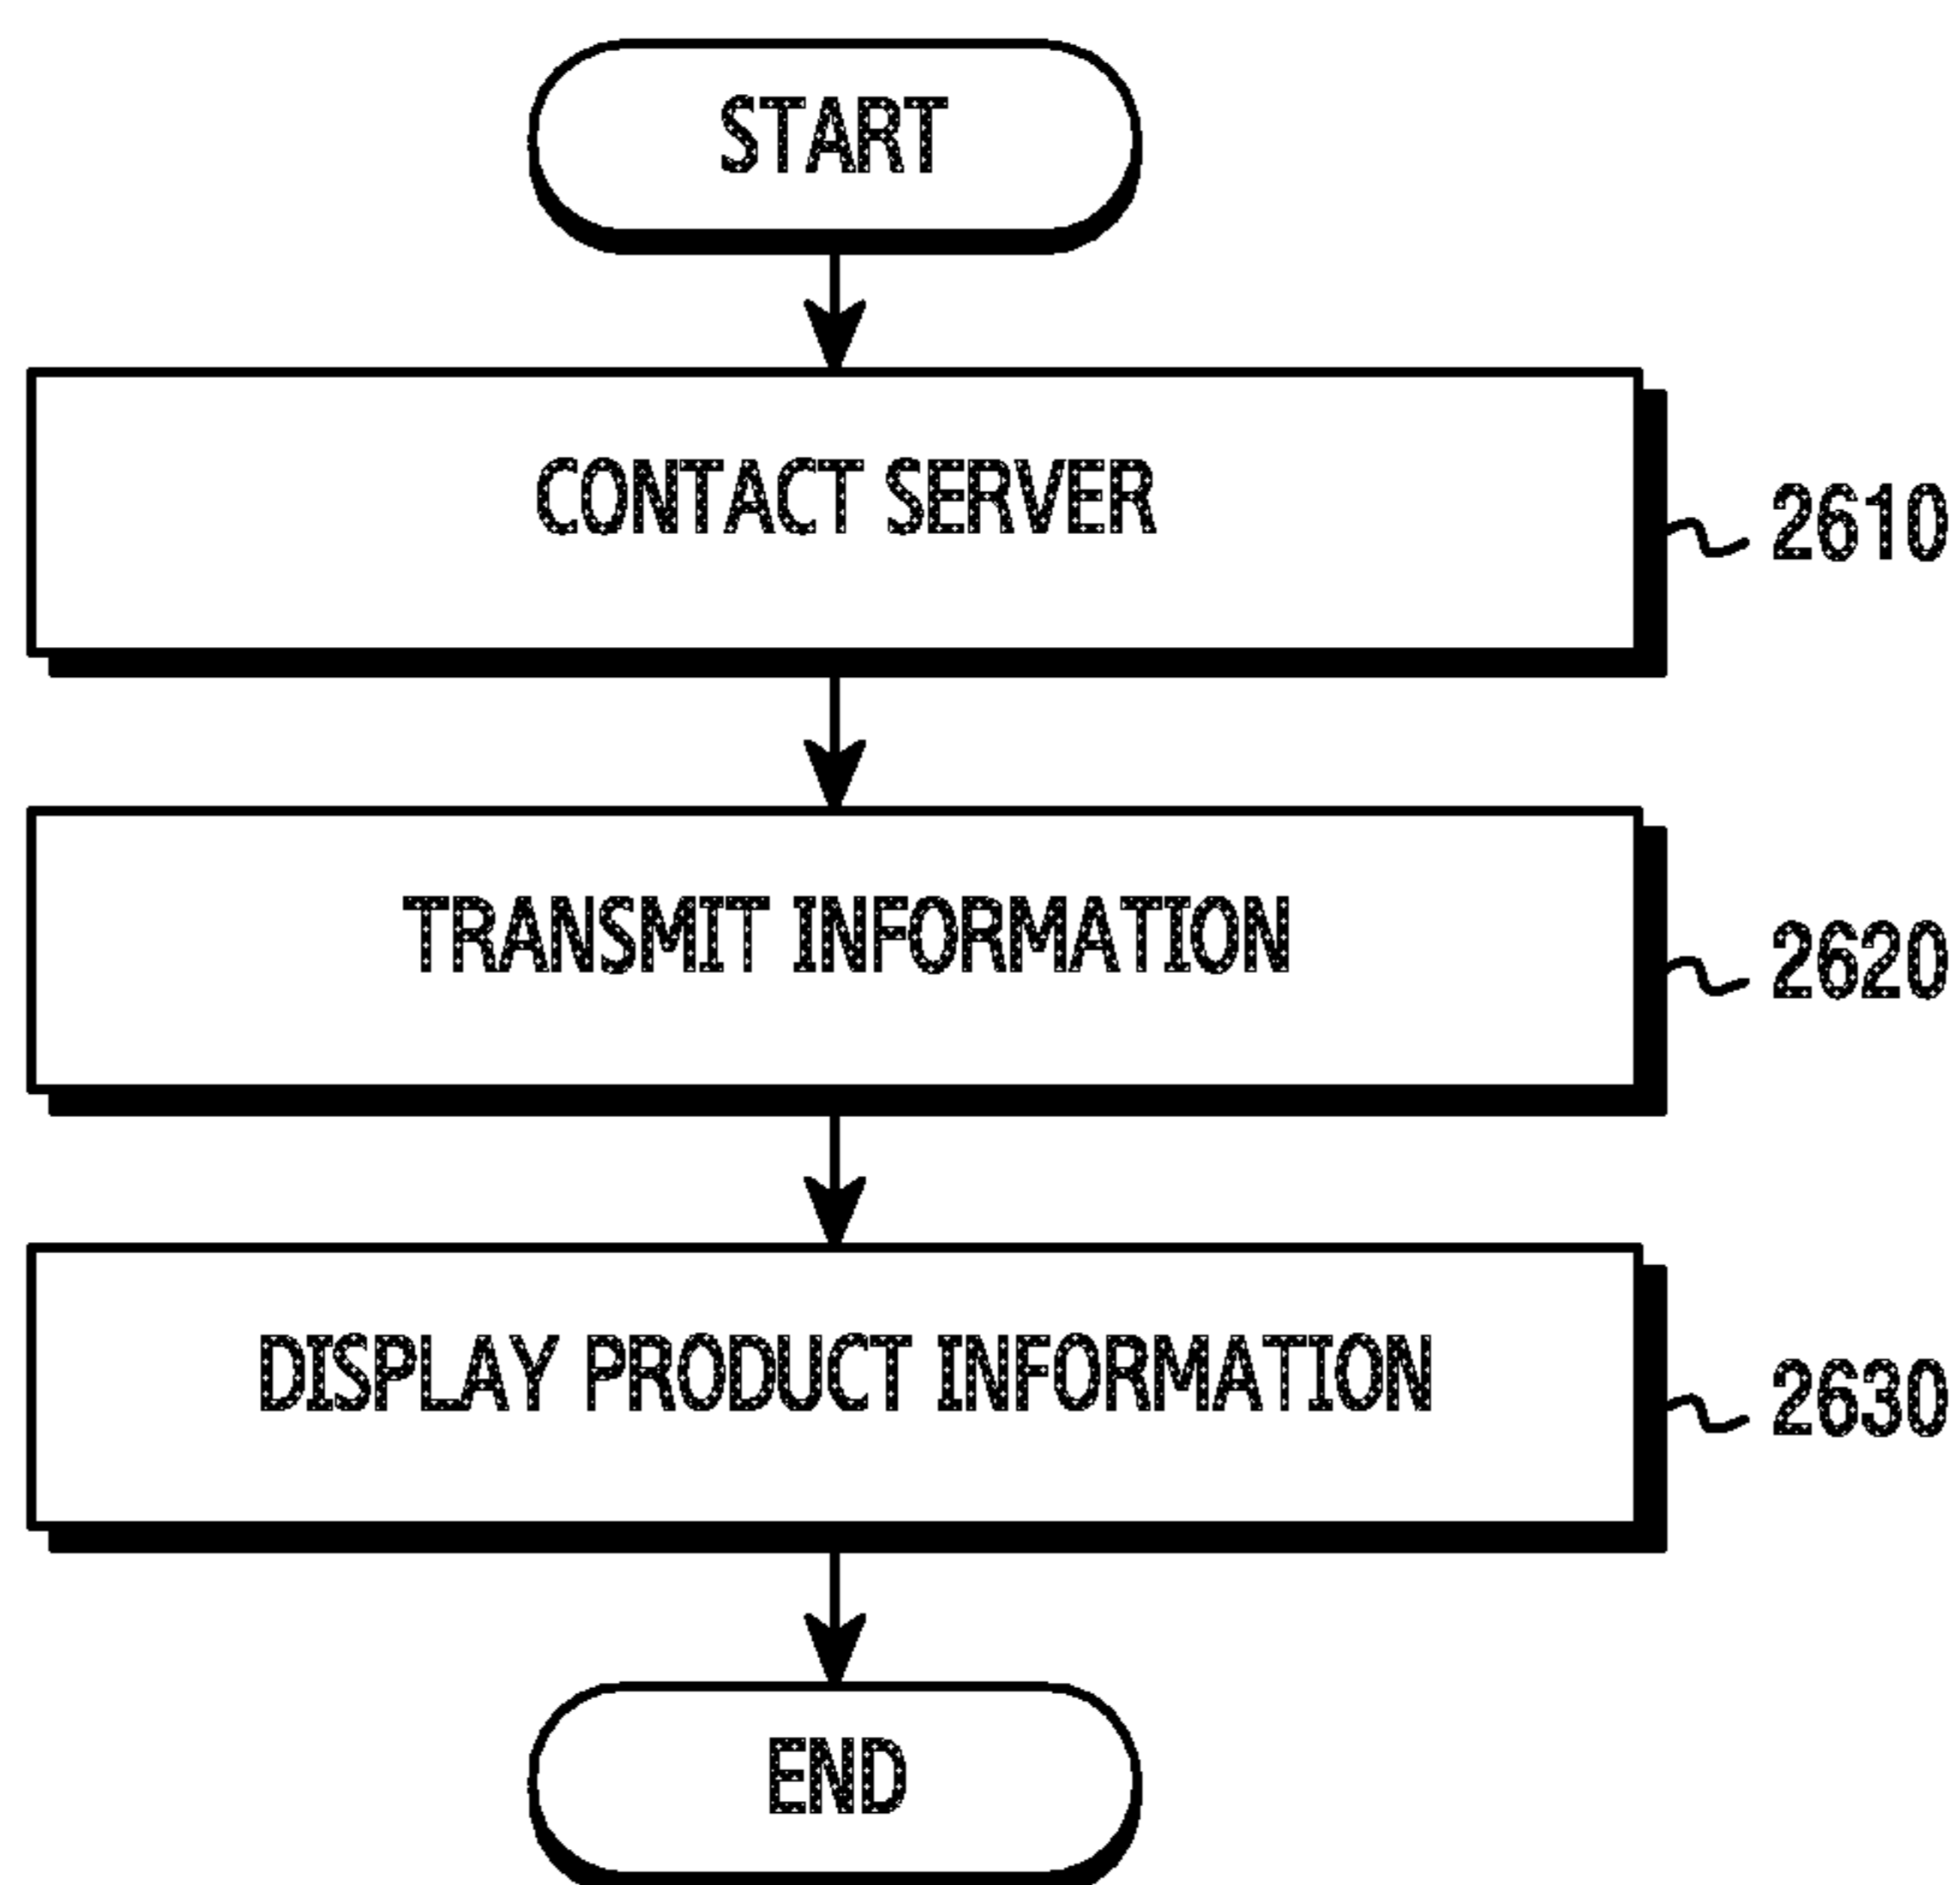 START
CONTACT SERVER
2610
TRANSMIT INFORMATION
2620
DISPLAY PRODUCT INFORMATION
2630
END